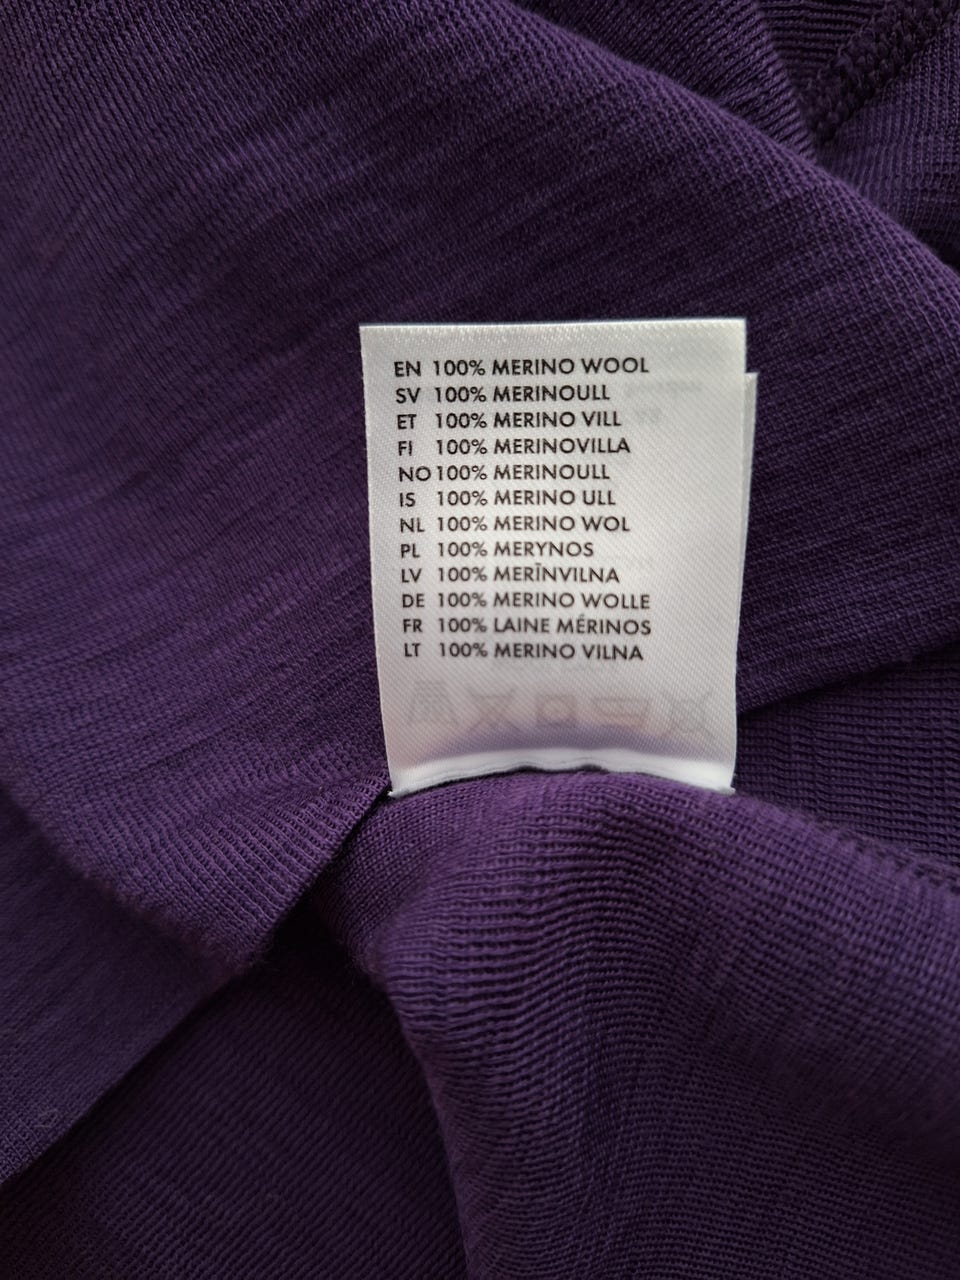 EN 100% MERINO WOOL
SV 100% MERINOULL
ET 100% MERINO VILL
FI 100% MERINOVILLA
NO 100% MERINOULL
IS 100% MERINO ULL
NL 100% MERINO WOL
PL 100% MERYNOS
LV 100% MERĪNVILNA
DE 100% MERINO WOLLE
FR 100% LAINE MÉRINOS
LT 100% MERINO VILNA